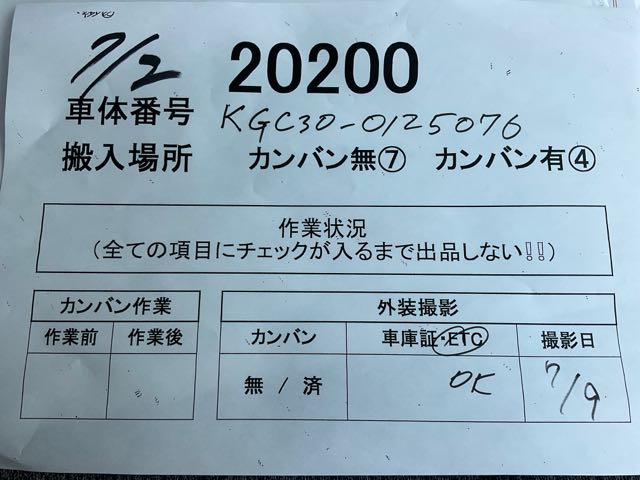 7/2 20200
車体番号 KGC30-0125076
搬入場所 カンバン無⑦ カンバン有④
作業状況
(全ての項目にチェックが入るまで出品しない!!)
カンバン作業 外装撮影
作業前 作業後 カンバン 車庫証・ETC 撮影日
無 / 済 OK 7/9